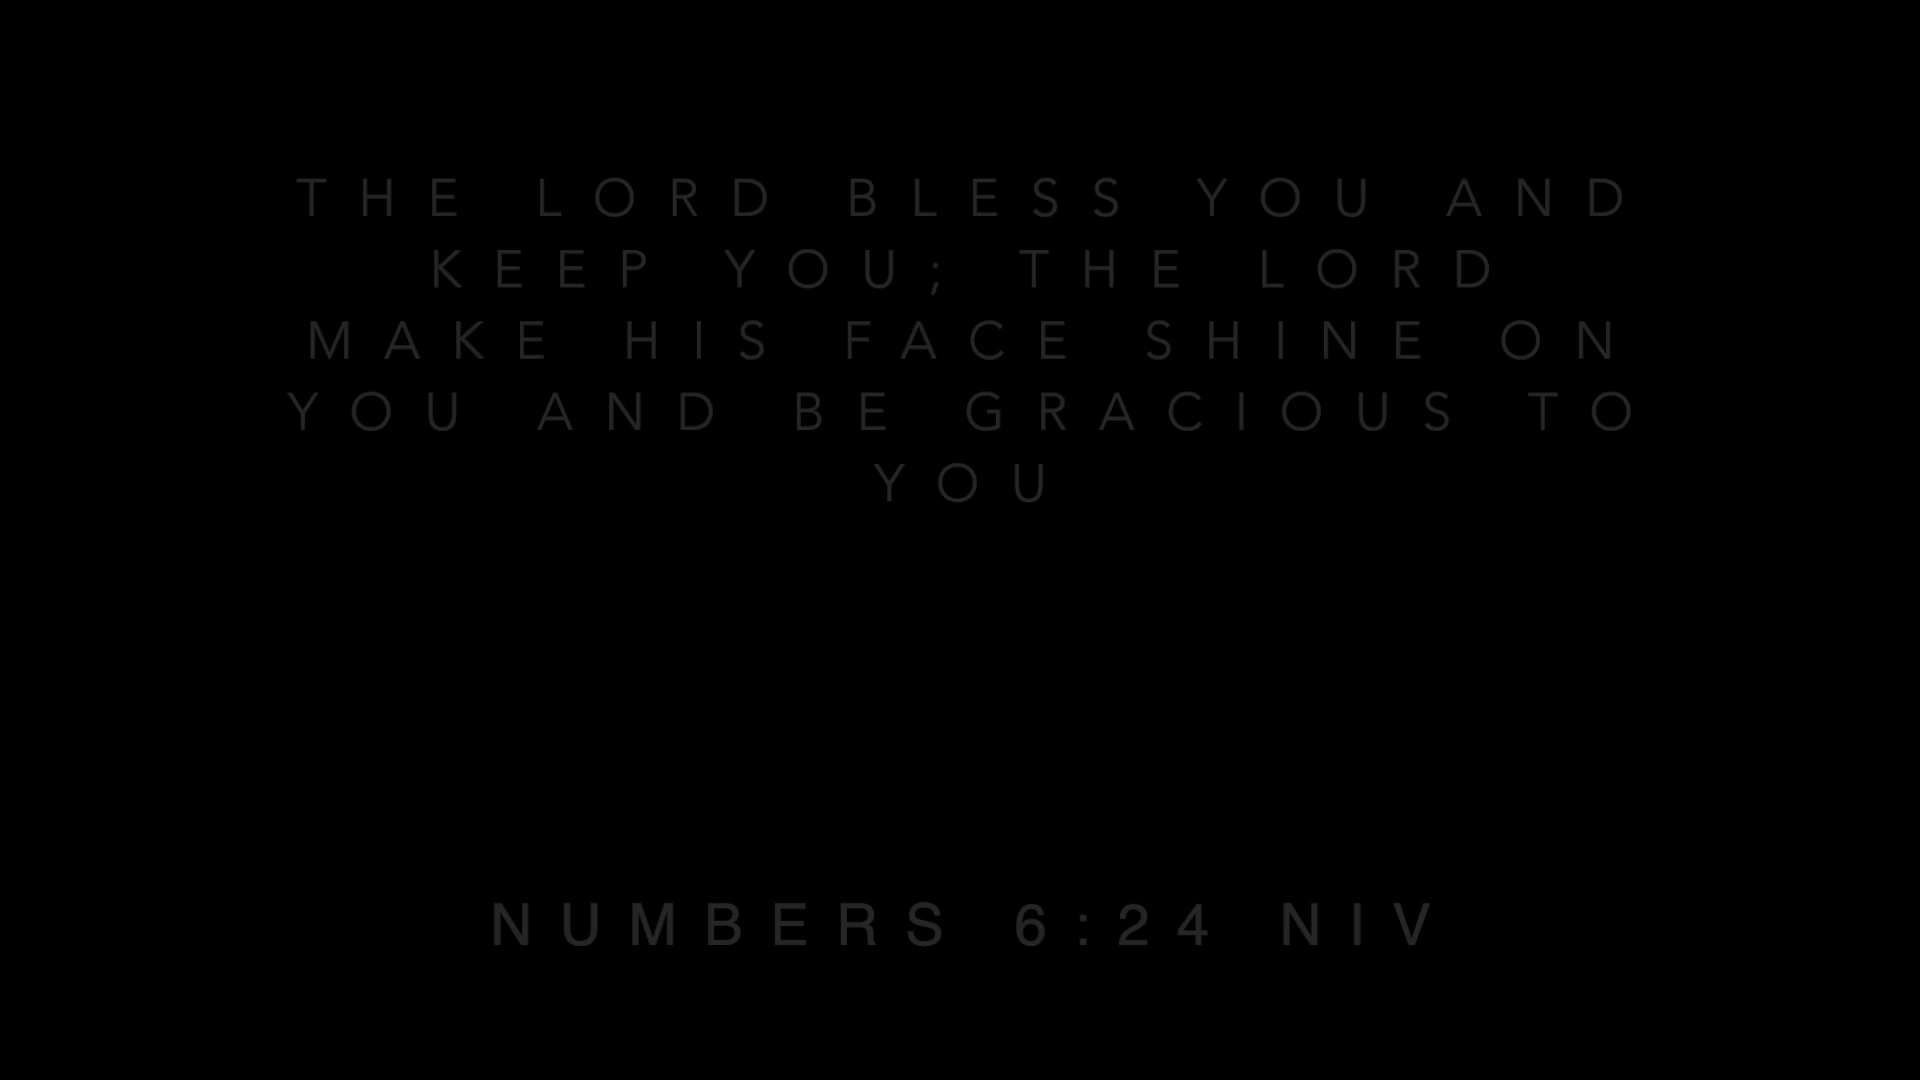 THE LORD BLESS YOU AND
KEEP YOU; THE LORD
MAKE HIS FACE SHINE ON
YOU AND BE GRACIOUS TO
YOU
NUMBERS 6:24 NIV